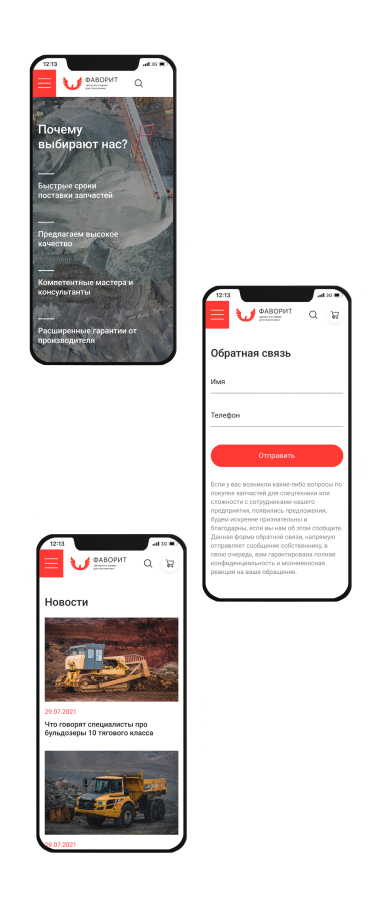 12:13
3G
ФАВОРИТ
Почему
выбирают нас?
Быстрые сроки
поставки запчастей
Предлагаем высокое
качество
Компетентные мастера и
консультанты
Расширенные гарантии от
производителя
12:13
3G
ФАВОРИТ
Обратная связь
Имя
Телефон
Отправить
Если у вас возникли какие-либо вопросы по
покупке запчастей для спецтехники или
сложности с сотрудниками нашего
предприятия, появились предложения,
будем искренне признательны и
благодарны, если вы нам об этом сообщите.
Данная форма обратной связи, напрямую
отправляет сообщение собственнику, в
свою очередь, вам гарантирована полная
конфиденциальность и молниеносная
реакция на ваше обращение.
12:13
3G
ФАВОРИТ
Новости
29.07.2021
Что говорят специалисты про
бульдозеры 10 тягового класса
29.07.2021